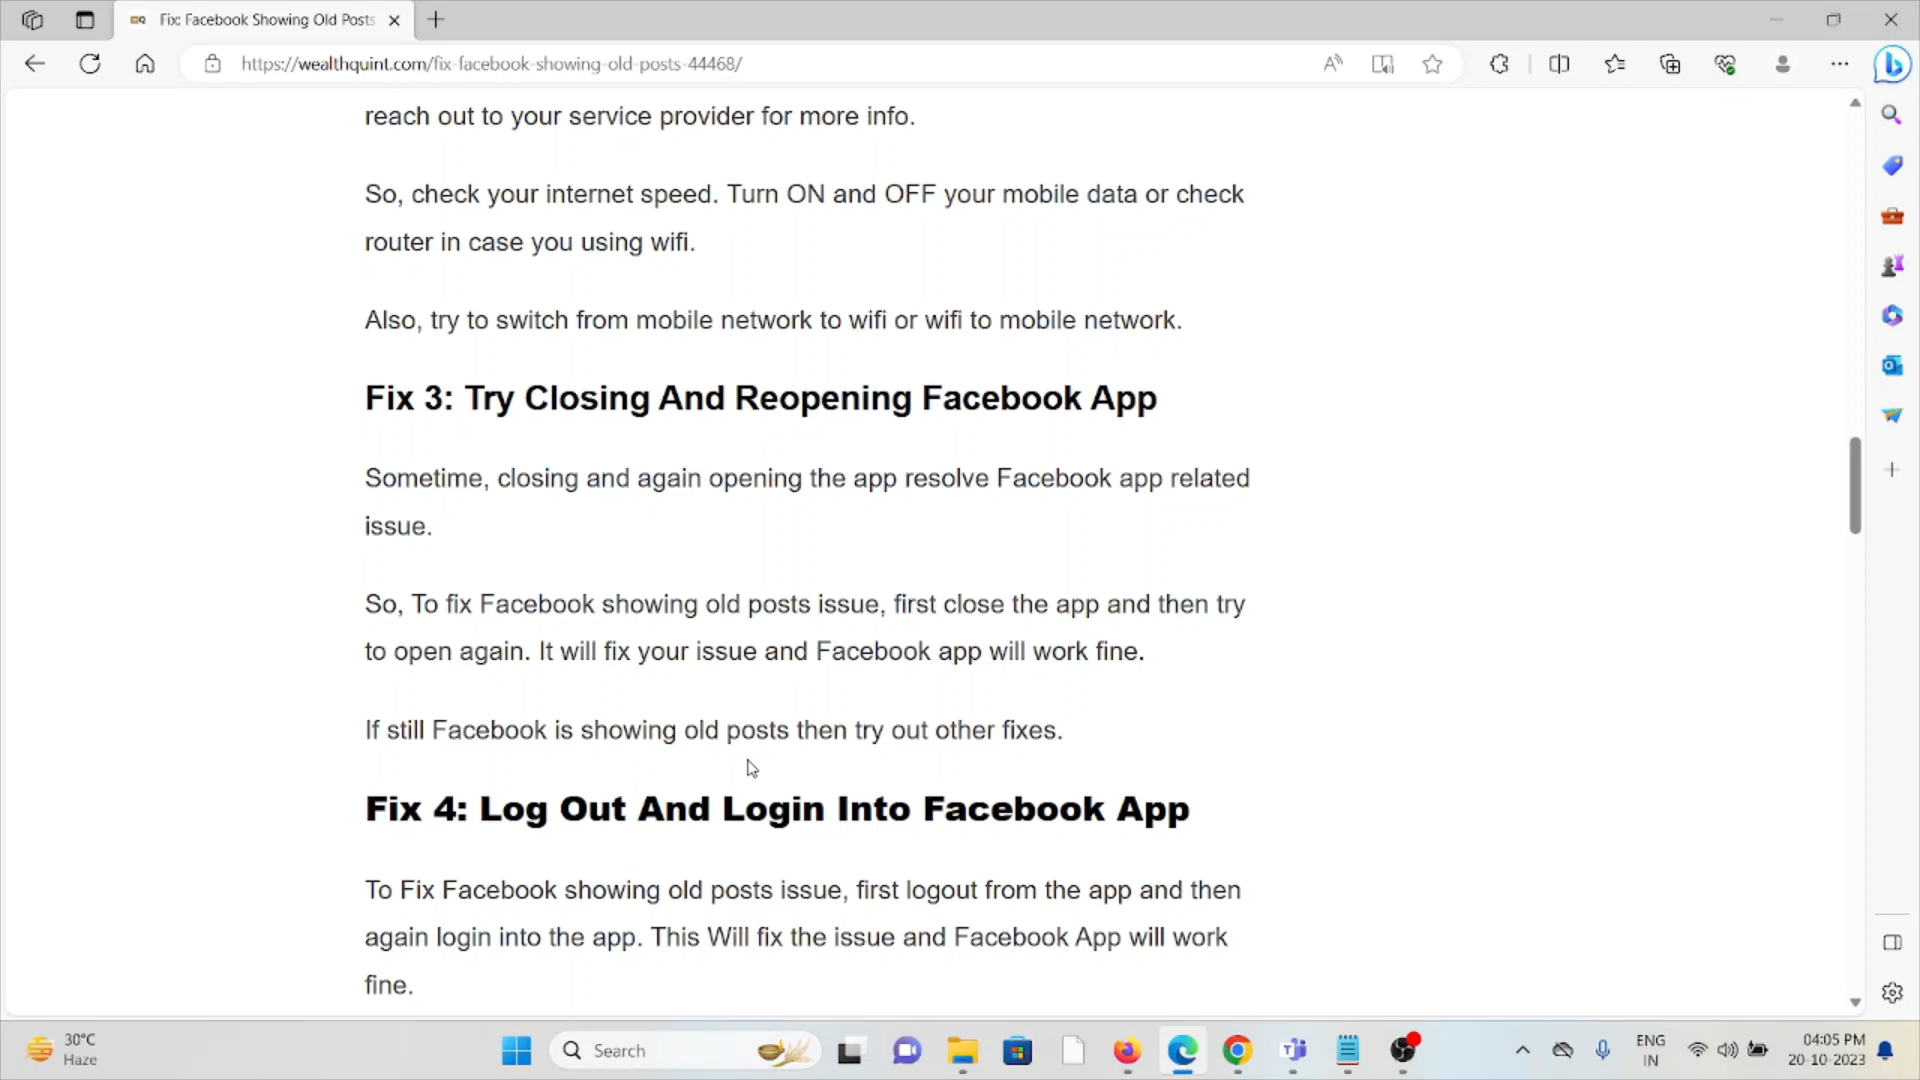 Fix: Facebook Showing Old Posts
https://wealthquint.com/fix-facebook-showing-old-posts-44468/
reach out to your service provider for more info.
So, check your internet speed. Turn ON and OFF your mobile data or check
router in case you using wifi.
Also, try to switch from mobile network to wifi or wifi to mobile network.
Fix 3: Try Closing And Reopening Facebook App
Sometime, closing and again opening the app resolve Facebook app related
issue.
So, To fix Facebook showing old posts issue, first close the app and then try
to open again. It will fix your issue and Facebook app will work fine.
If still Facebook is showing old posts then try out other fixes.
Fix 4: Log Out And Login Into Facebook App
To Fix Facebook showing old posts issue, first logout from the app and then
again login into the app. This Will fix the issue and Facebook App will work
fine.
30°C
Haze
Search
ENG
IN
04:05 PM
20-10-2023